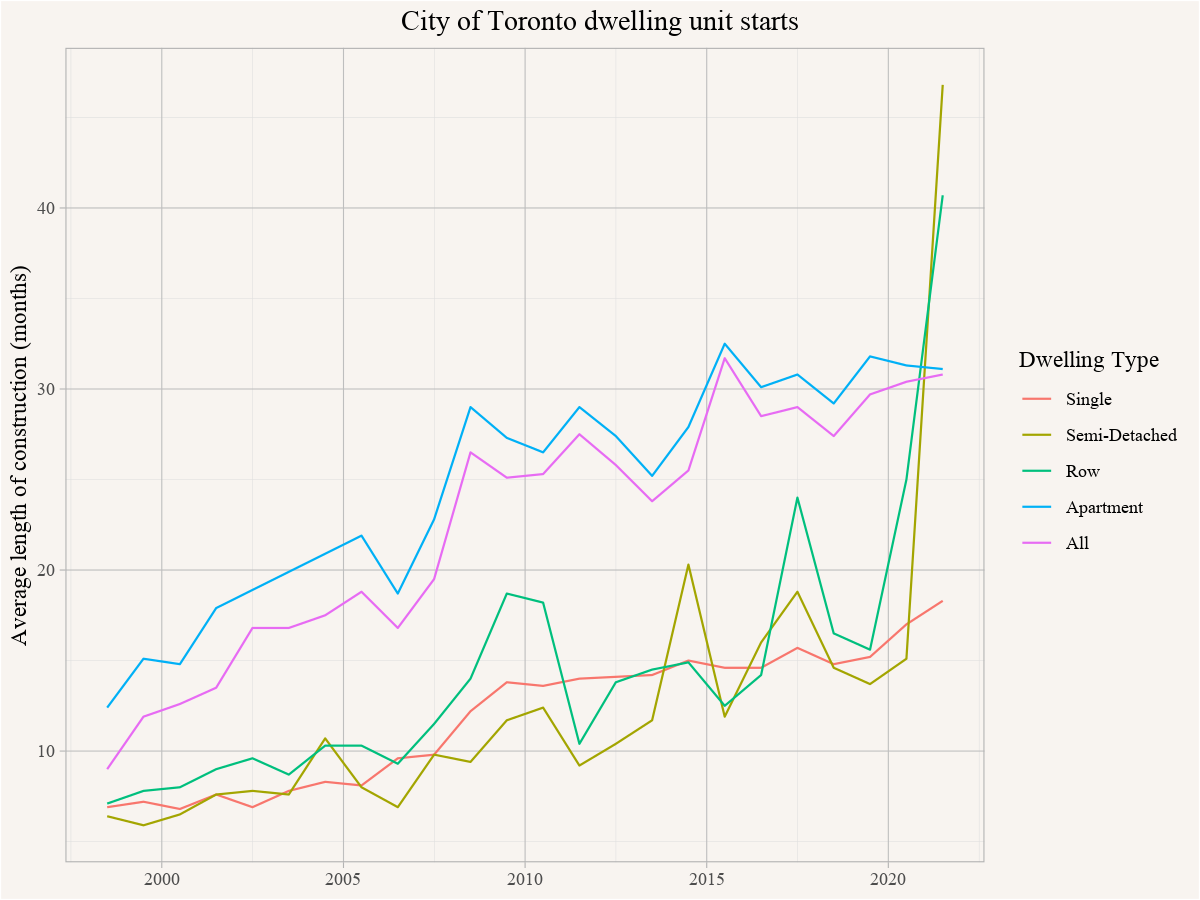 City of Toronto dwelling unit starts
Average length of construction (months)
40
30
20
10
2000
2005
2010
2015
2020
Dwelling Type
Single
Semi-Detached
Row
Apartment
All